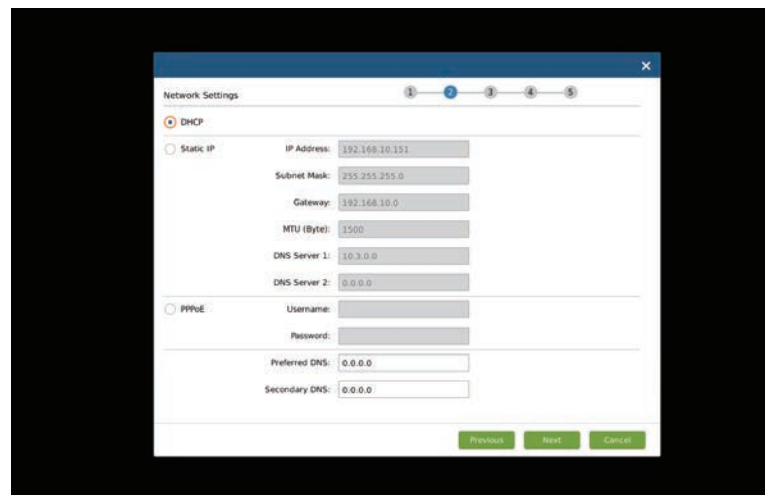 ×
Network Settings 1 2 3 4 5
DHCP
Static IP IP Address: 192.168.10.151
Subnet Mask: 255.255.255.0
Gateway: 192.168.10.0
MTU (Byte): 1500
DNS Server 1: 10.3.0.0
DNS Server 2: 0.0.0.0
PPPoE Username:
Password:
Preferred DNS: 0.0.0.0
Secondary DNS: 0.0.0.0
Previous Next Cancel